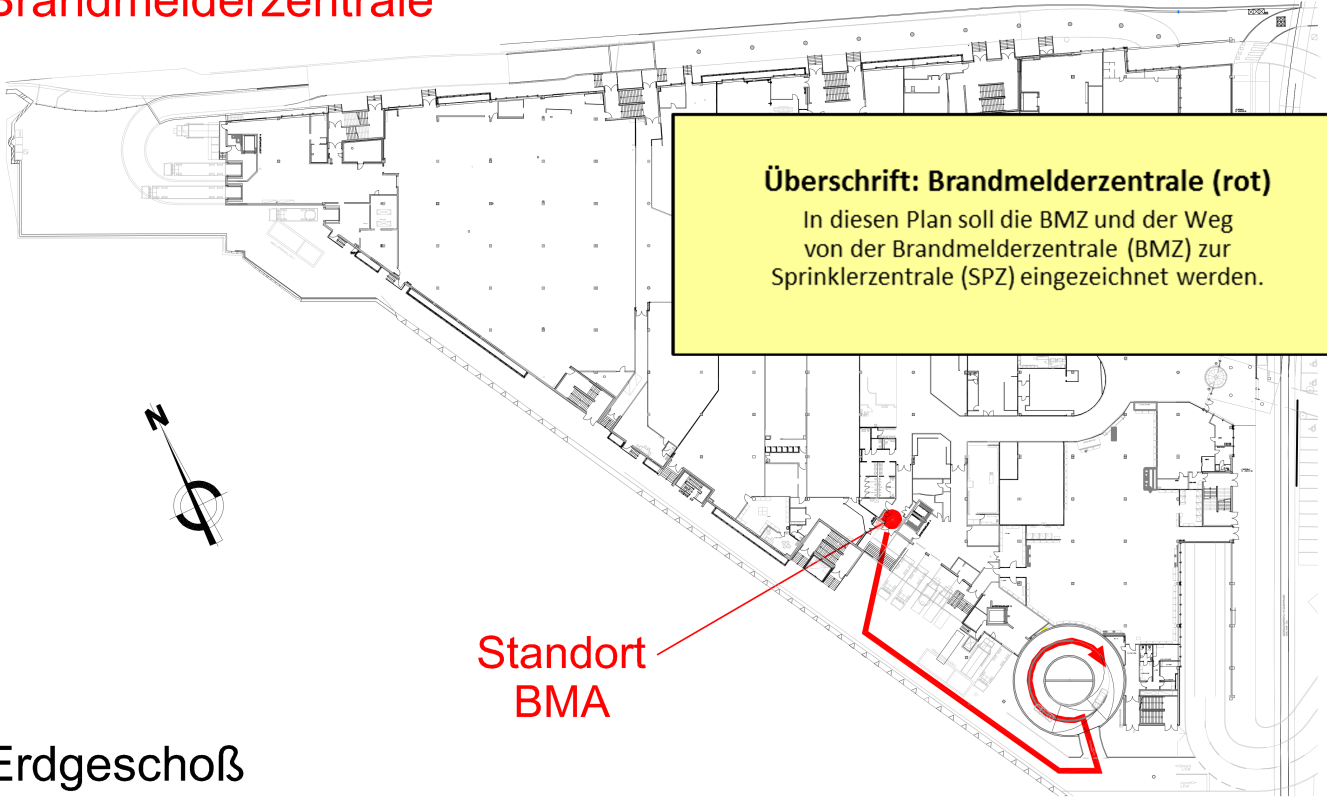 Brandmelderzentrale
Überschrift: Brandmelderzentrale (rot)
In diesen Plan soll die BMZ und der Weg
von der Brandmelderzentrale (BMZ) zur
Sprinklerzentrale (SPZ) eingezeichnet werden.
N
Standort
BMA
Erdgeschoß